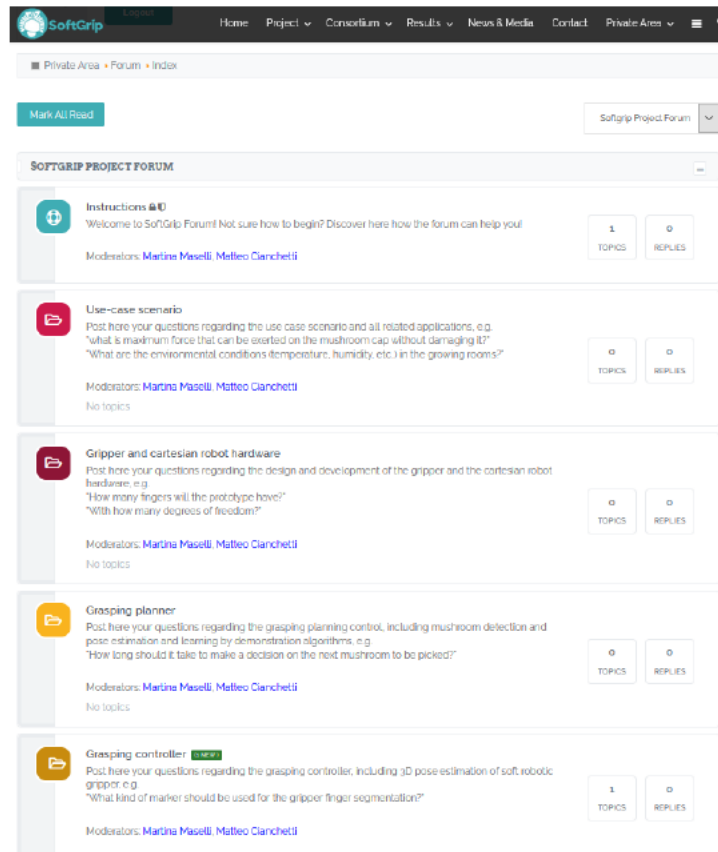 Logout
SoftGrip
Home Project Consortium Results News & Media Contact Private Area
Private Area • Forum • Index
Mark All Read
Softgrip Project Forum
SOFTGRIP PROJECT FORUM
Instructions
Welcome to SoftGrip Forum! Not sure how to begin? Discover here how the forum can help you!
Moderators: Martina Maselli, Matteo Cianchetti
1 TOPICS
0 REPLIES
Use-case scenario
Post here your questions regarding the use case scenario and all related applications, e.g.
"what is maximum force that can be exerted on the mushroom cap without damaging it?"
"What are the environmental conditions (temperature, humidity, etc.) in the growing rooms?"
Moderators: Martina Maselli, Matteo Cianchetti
No topics
0 TOPICS
0 REPLIES
Gripper and cartesian robot hardware
Post here your questions regarding the design and development of the gripper and the cartesian robot
hardware, e.g.
"How many fingers will the prototype have?"
"With how many degrees of freedom?"
Moderators: Martina Maselli, Matteo Cianchetti
No topics
0 TOPICS
0 REPLIES
Grasping planner
Post here your questions regarding the grasping planning control, including mushroom detection and
pose estimation and learning by demonstration algorithms, e.g.
"How long should it take to make a decision on the next mushroom to be picked?"
Moderators: Martina Maselli, Matteo Cianchetti
No topics
0 TOPICS
0 REPLIES
Grasping controller
Post here your questions regarding the grasping controller, including 3D pose estimation of soft robotic
gripper, e.g.
"What kind of marker should be used for the gripper finger segmentation?"
Moderators: Martina Maselli, Matteo Cianchetti
1 TOPICS
0 REPLIES